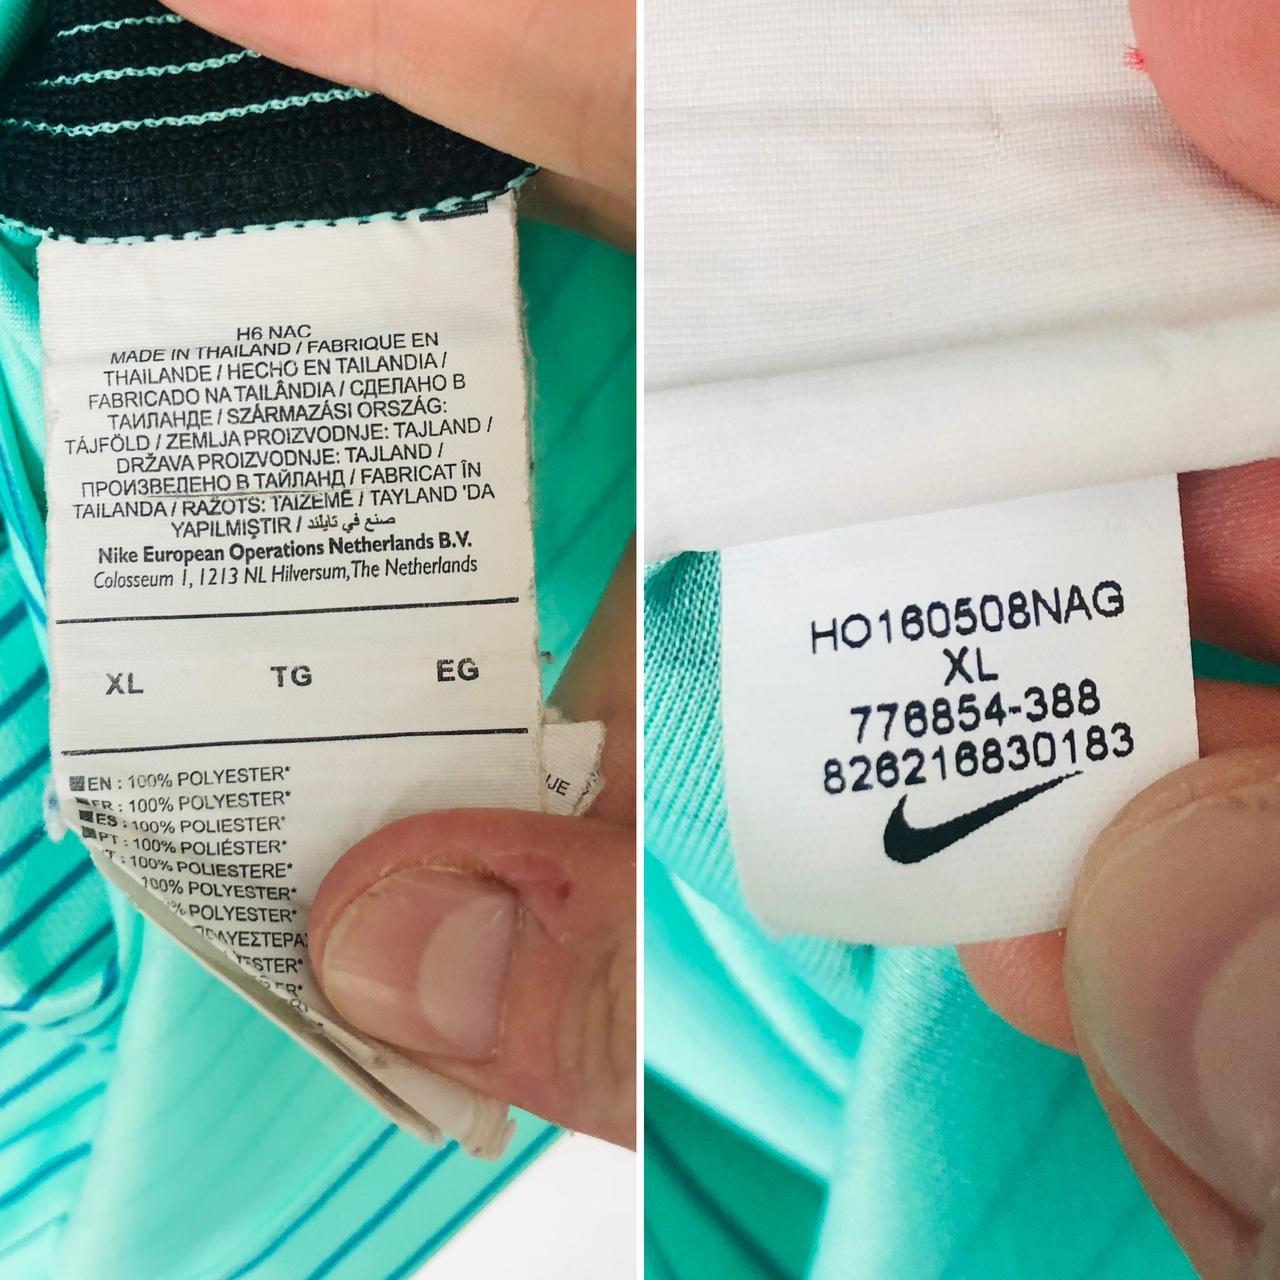 H6 NAC
MADE IN THAILAND / FABRIQUE EN
THAILANDE / HECHO EN TAILANDIA /
FABRICADO NA TAILÂNDIA / СДЕЛАНО В
ТАИЛАНДЕ / SZÁRMAZÁSI ORSZÁG:
TÁJFÖLD / ZEMLJA PROIZVODNJE: TAJLAND /
DRŽAVA PROIZVODNJE: TAJLAND /
ПРОИЗВЕДЕНО В ТАЙЛАНД / FABRICAT ÎN
TAILANDA / RAŽOTS: TAIZEME / TAYLAND 'DA
YAPILMIŞTIR / صنع في تايلند
Nike European Operations Netherlands B.V.
Colosseum 1, 1213 NL Hilversum, The Netherlands
XL TG EG
EN : 100% POLYESTER*
FR : 100% POLYESTER*
ES : 100% POLIESTER*
PT : 100% POLIÉSTER*
: 100% POLIESTERE*
100% POLYESTER*
% POLYESTER*
HO160508NAG
XL
776854-388
826216830183